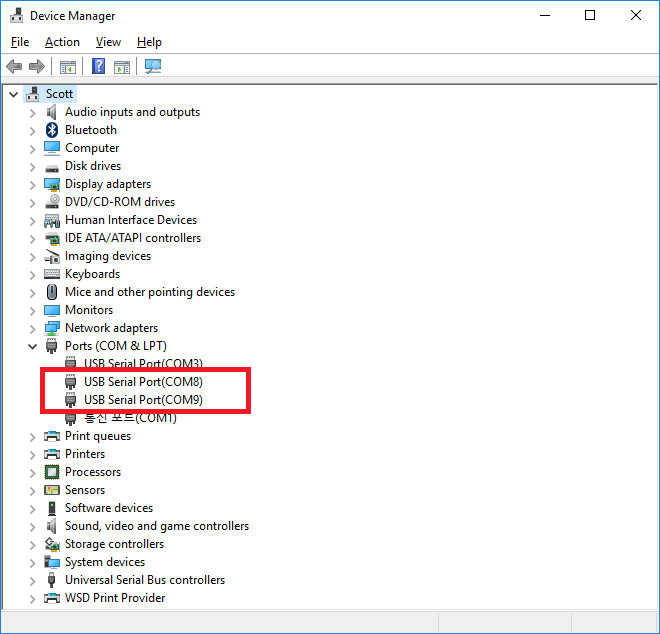 Device Manager
File Action View Help
Scott
Audio inputs and outputs
Bluetooth
Computer
Disk drives
Display adapters
DVD/CD-ROM drives
Human Interface Devices
IDE ATA/ATAPI controllers
Imaging devices
Keyboards
Mice and other pointing devices
Monitors
Network adapters
Ports (COM & LPT)
USB Serial Port(COM3)
USB Serial Port(COM8)
USB Serial Port(COM9)
통신 포트(COM1)
Print queues
Printers
Processors
Sensors
Software devices
Sound, video and game controllers
Storage controllers
System devices
Universal Serial Bus controllers
WSD Print Provider